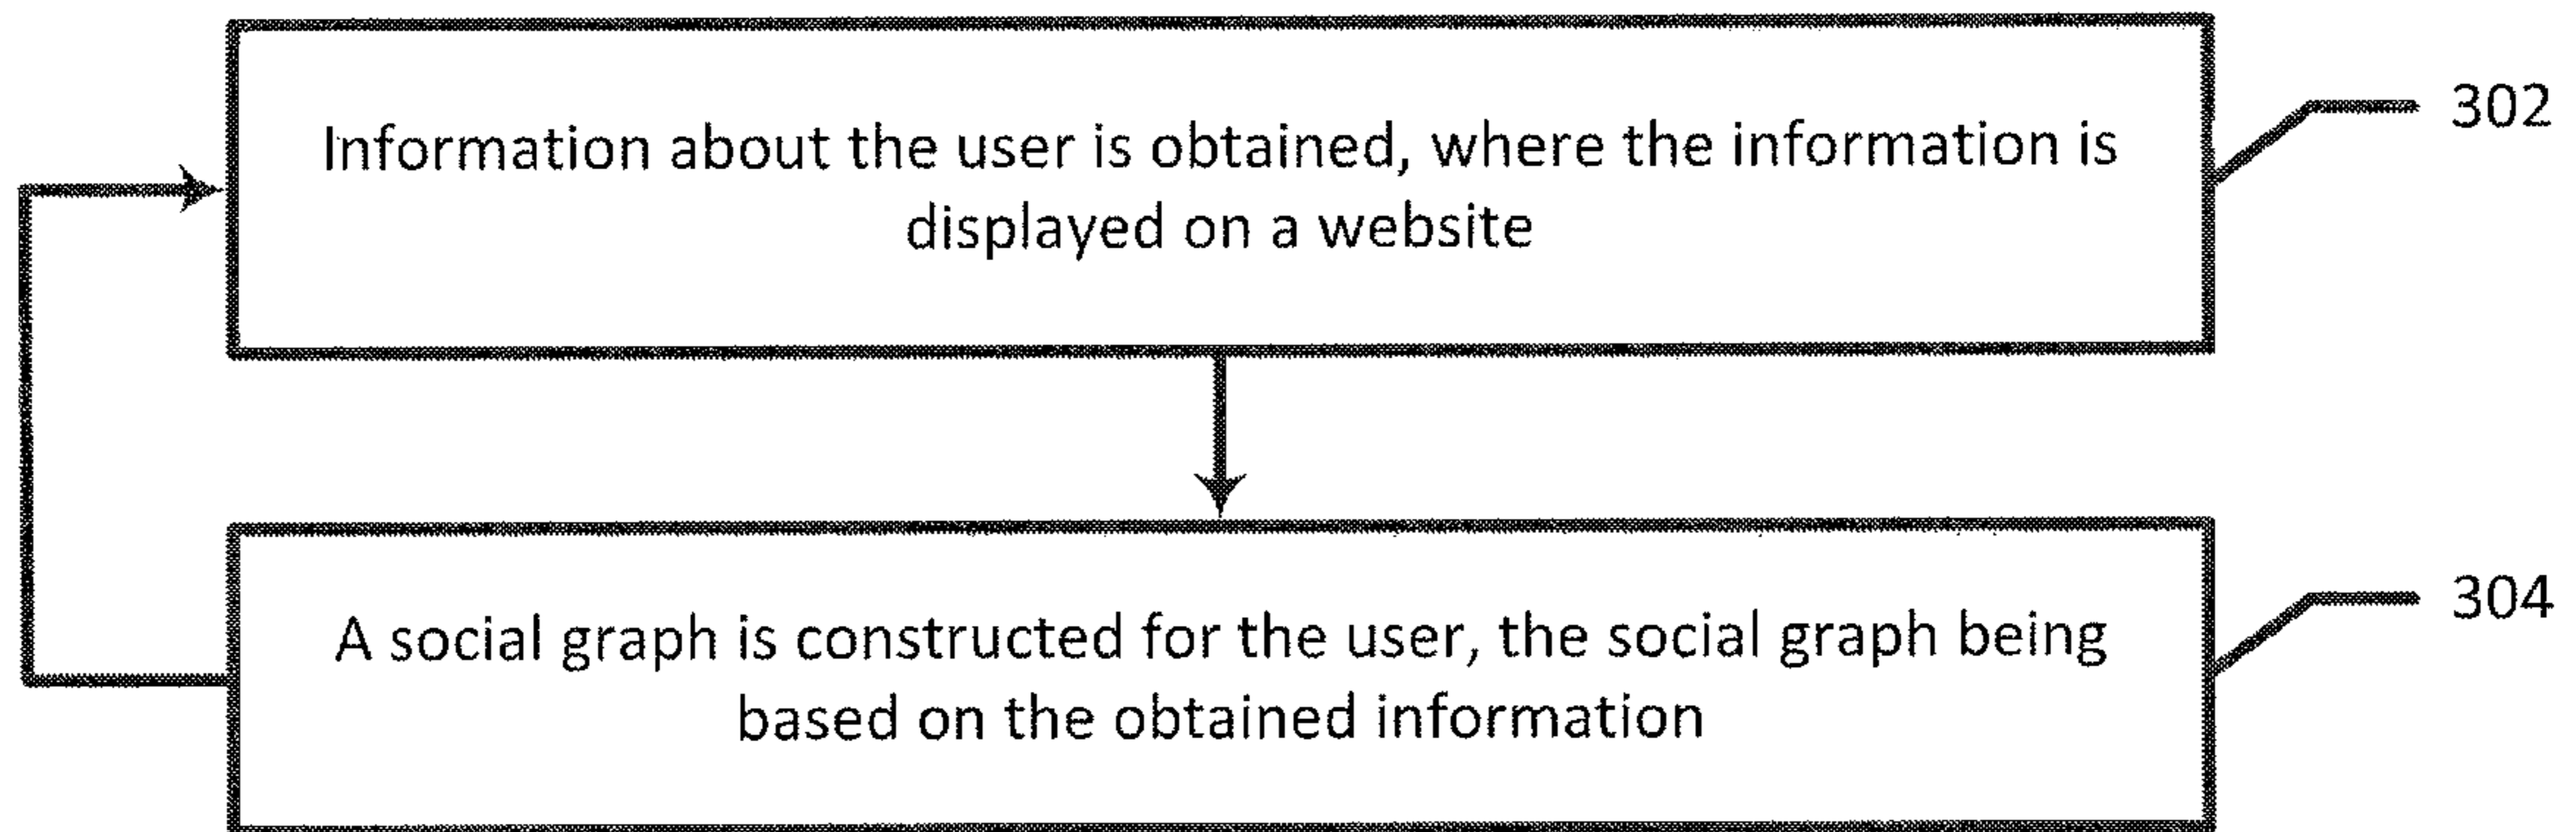 Information about the user is obtained, where the information is
displayed on a website
302
A social graph is constructed for the user, the social graph being
based on the obtained information
304